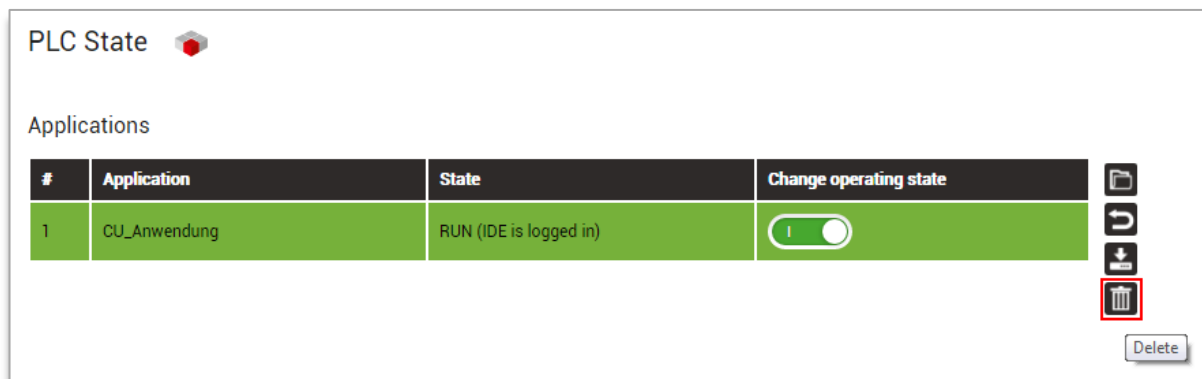 PLC State
Applications
# Application State Change operating state
1 CU_Anwendung RUN (IDE is logged in) I
Delete